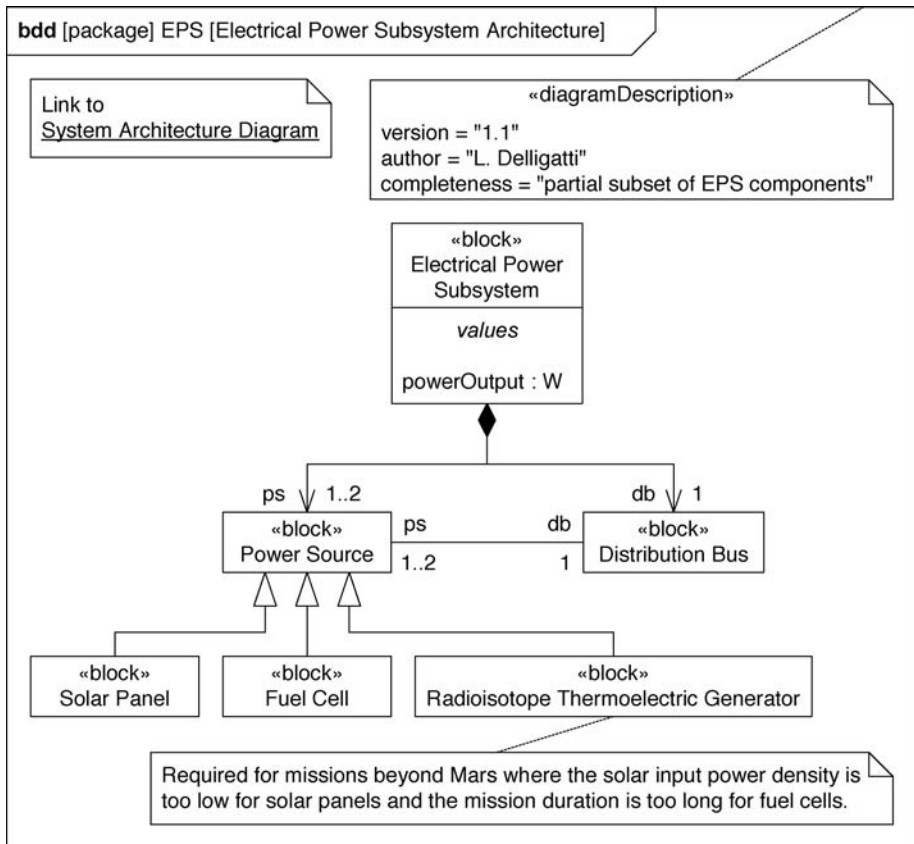 bdd [package] EPS [Electrical Power Subsystem Architecture]
Link to
System Architecture Diagram
«diagramDescription»
version = "1.1"
author = "L. Delligatti"
completeness = "partial subset of EPS components"
«block»
Electrical Power
Subsystem
values
powerOutput : W
ps 1..2
db 1
«block»
Power Source
ps
1..2
db
1
«block»
Distribution Bus
«block»
Solar Panel
«block»
Fuel Cell
«block»
Radioisotope Thermoelectric Generator
Required for missions beyond Mars where the solar input power density is
too low for solar panels and the mission duration is too long for fuel cells.